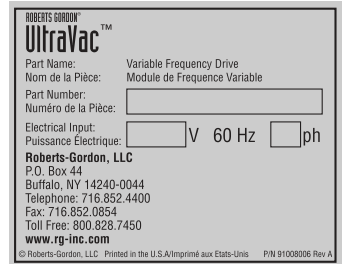 ROBERTS GORDON®
UltraVac™
Part Name: Variable Frequency Drive
Nom de la Pièce: Module de Frequence Variable
Part Number:
Numéro de la Pièce:
Electrical Input:
Puissance Électrique: V 60 Hz ph
Roberts-Gordon, LLC
P.O. Box 44
Buffalo, NY 14240-0044
Telephone: 716.852.4400
Fax: 716.852.0854
Toll Free: 800.828.7450
www.rg-inc.com
© Roberts-Gordon, LLC Printed in the U.S.A/Imprimé aux Etats-Unis P/N 91008006 Rev A